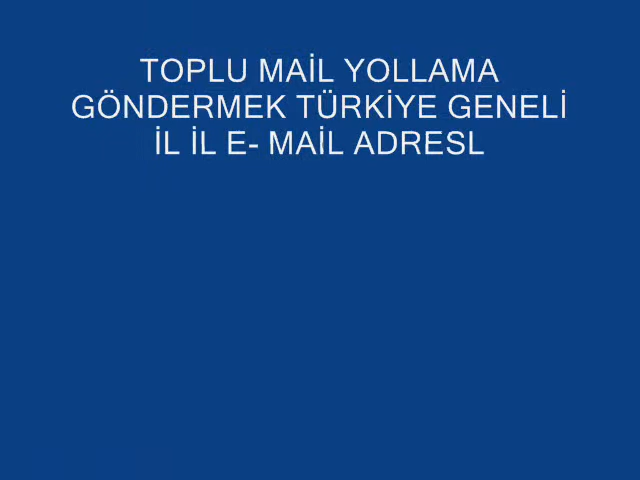 TOPLU MAİL YOLLAMA
GÖNDERMEK TÜRKİYE GENELİ
İL İL E- MAİL ADRESL